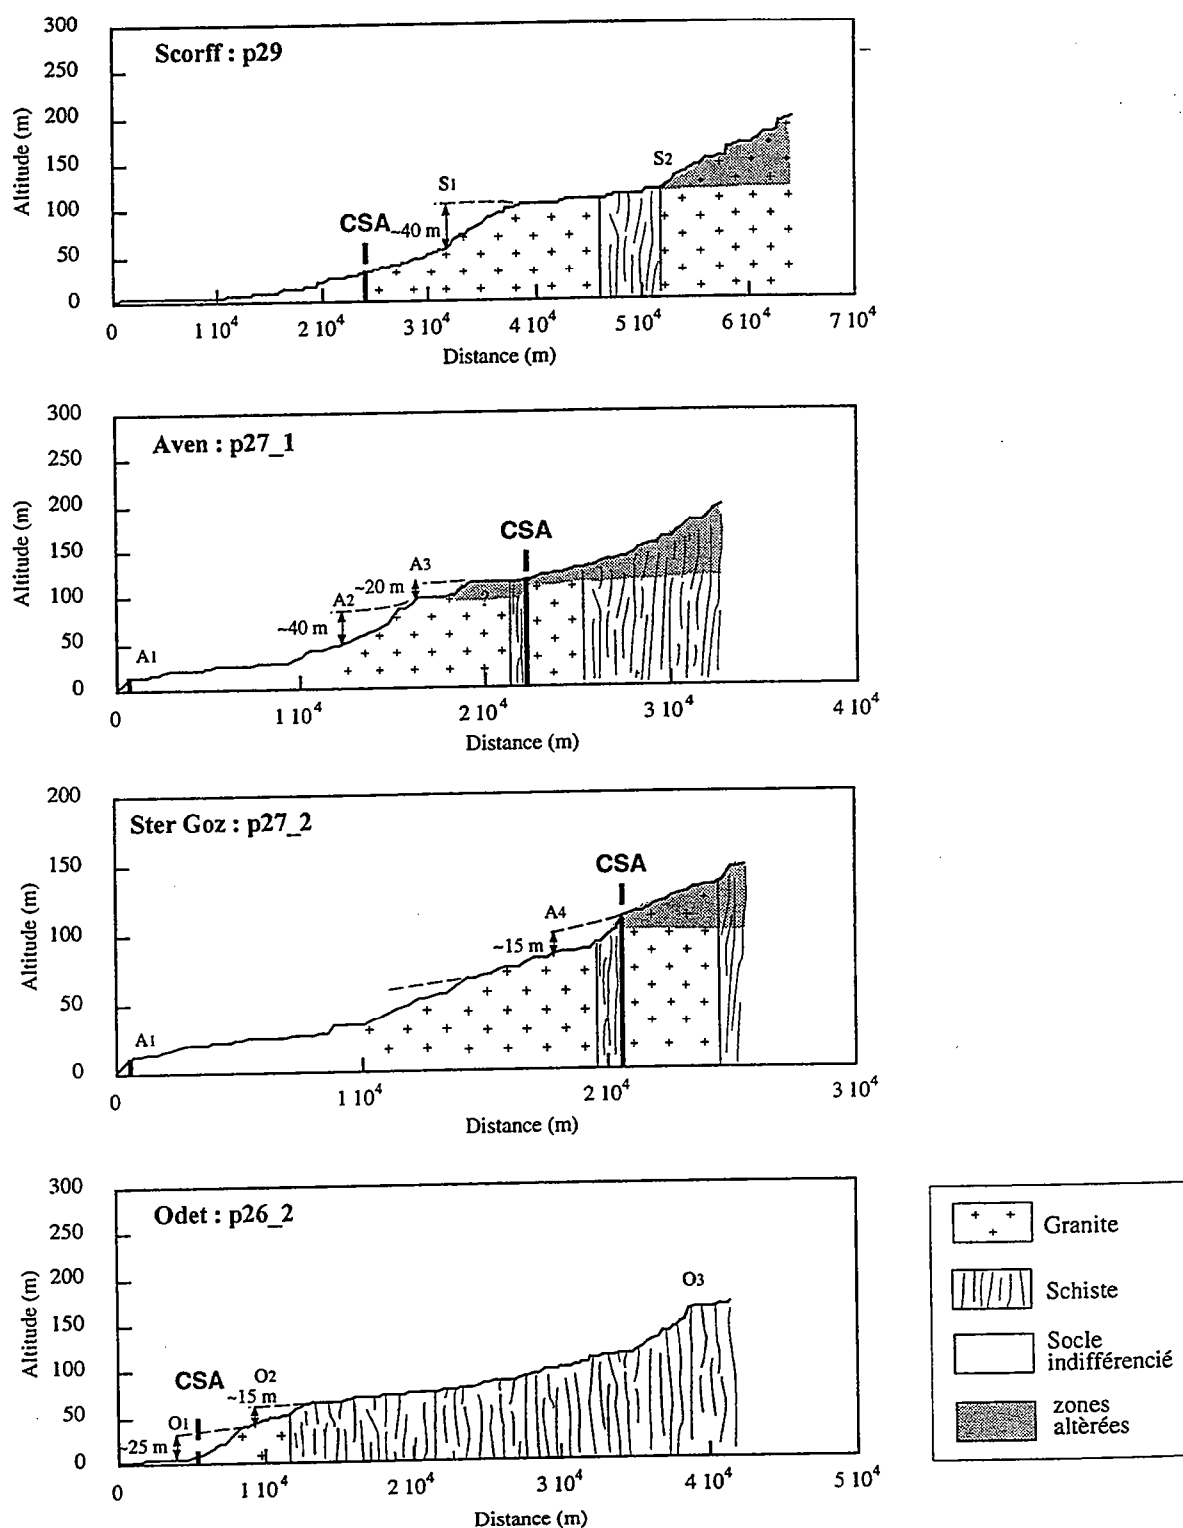 Scorff : p29
300
250
200
150
100
50
0
Altitude (m)
S1
S2
CSA
~40 m
0
1 10⁴
2 10⁴
3 10⁴
4 10⁴
5 10⁴
6 10⁴
7 10⁴
Distance (m)
Aven : p27_1
300
250
200
150
100
50
0
Altitude (m)
CSA
A3
~20 m
A2
~40 m
A1
?
0
1 10⁴
2 10⁴
3 10⁴
4 10⁴
Distance (m)
Ster Goz : p27_2
200
150
100
50
0
Altitude (m)
CSA
A4
~15 m
A1
0
1 10⁴
2 10⁴
3 10⁴
Distance (m)
Odet : p26_2
300
250
200
150
100
50
0
Altitude (m)
O3
CSA
O2
~15 m
O1
~25 m
0
1 10⁴
2 10⁴
3 10⁴
4 10⁴
5 10⁴
Distance (m)
Granite
Schiste
Socle
indifférencié
zones
altèrées